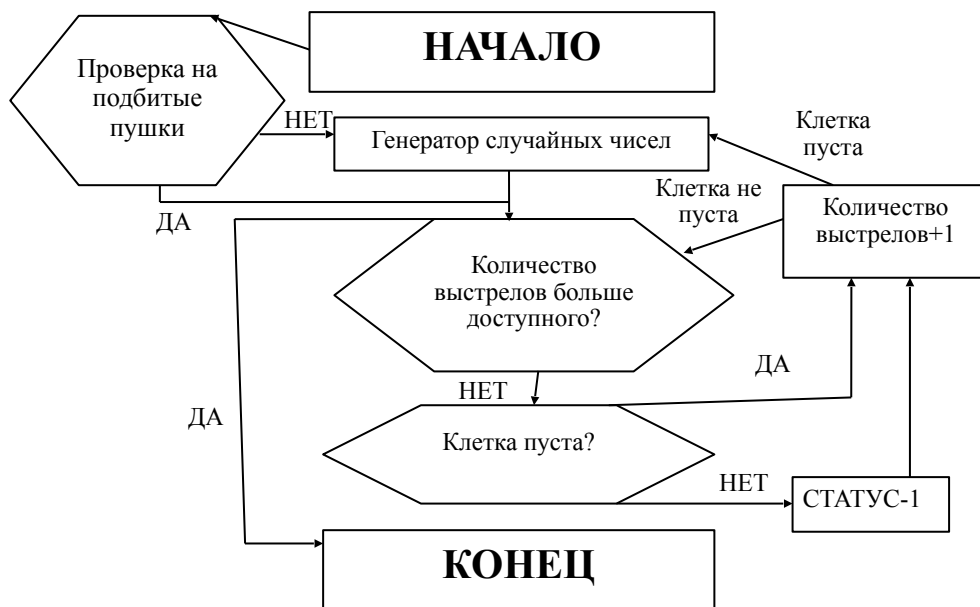 НАЧАЛО
Проверка на
подбитые
пушки
НЕТ
Генератор случайных чисел
Клетка
пуста
ДА
Клетка не
пуста
Количество
выстрелов+1
Количество
выстрелов больше
доступного?
НЕТ
ДА
ДА
Клетка пуста?
НЕТ
СТАТУС-1
КОНЕЦ